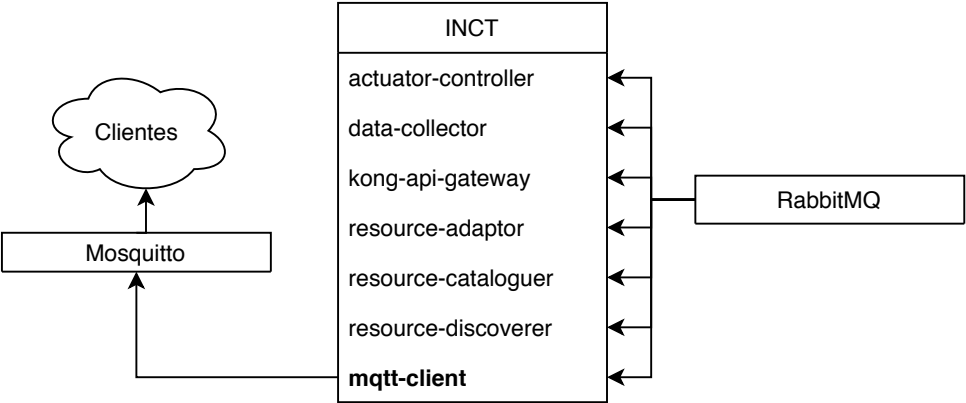 INCT
actuator-controller
data-collector
kong-api-gateway
resource-adaptor
resource-cataloguer
resource-discoverer
mqtt-client
Clientes
Mosquitto
RabbitMQ